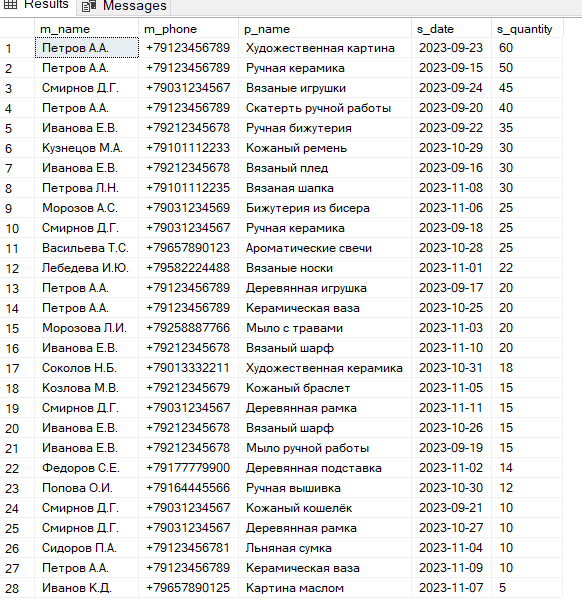 Results Messages
m_name m_phone p_name s_date s_quantity
1 Петров А.А. +79123456789 Художественная картина 2023-09-23 60
2 Петров А.А. +79123456789 Ручная керамика 2023-09-15 50
3 Смирнов Д.Г. +79031234567 Вязаные игрушки 2023-09-24 45
4 Петров А.А. +79123456789 Скатерть ручной работы 2023-09-20 40
5 Иванова Е.В. +79212345678 Ручная бижутерия 2023-09-22 35
6 Кузнецов М.А. +79101112233 Кожаный ремень 2023-10-29 30
7 Иванова Е.В. +79212345678 Вязаный плед 2023-09-16 30
8 Петрова Л.Н. +79101112235 Вязаная шапка 2023-11-08 30
9 Морозов А.С. +79031234569 Бижутерия из бисера 2023-11-06 25
10 Смирнов Д.Г. +79031234567 Ручная керамика 2023-09-18 25
11 Васильева Т.С. +79657890123 Ароматические свечи 2023-10-28 25
12 Лебедева И.Ю. +79582224488 Вязаные носки 2023-11-01 22
13 Петров А.А. +79123456789 Деревянная игрушка 2023-09-17 20
14 Петров А.А. +79123456789 Керамическая ваза 2023-10-25 20
15 Морозова Л.И. +79258887766 Мыло с травами 2023-11-03 20
16 Иванова Е.В. +79212345678 Вязаный шарф 2023-11-10 20
17 Соколов Н.Б. +79013332211 Художественная керамика 2023-10-31 18
18 Козлова М.В. +79212345679 Кожаный браслет 2023-11-05 15
19 Смирнов Д.Г. +79031234567 Деревянная рамка 2023-11-11 15
20 Иванова Е.В. +79212345678 Вязаный шарф 2023-10-26 15
21 Иванова Е.В. +79212345678 Мыло ручной работы 2023-09-19 15
22 Федоров С.Е. +79177779900 Деревянная подставка 2023-11-02 14
23 Попова О.И. +79164445566 Ручная вышивка 2023-10-30 12
24 Смирнов Д.Г. +79031234567 Кожаный кошелёк 2023-09-21 10
25 Смирнов Д.Г. +79031234567 Деревянная рамка 2023-10-27 10
26 Сидоров П.А. +79123456781 Льняная сумка 2023-11-04 10
27 Петров А.А. +79123456789 Керамическая ваза 2023-11-09 10
28 Иванов К.Д. +79657890125 Картина маслом 2023-11-07 5